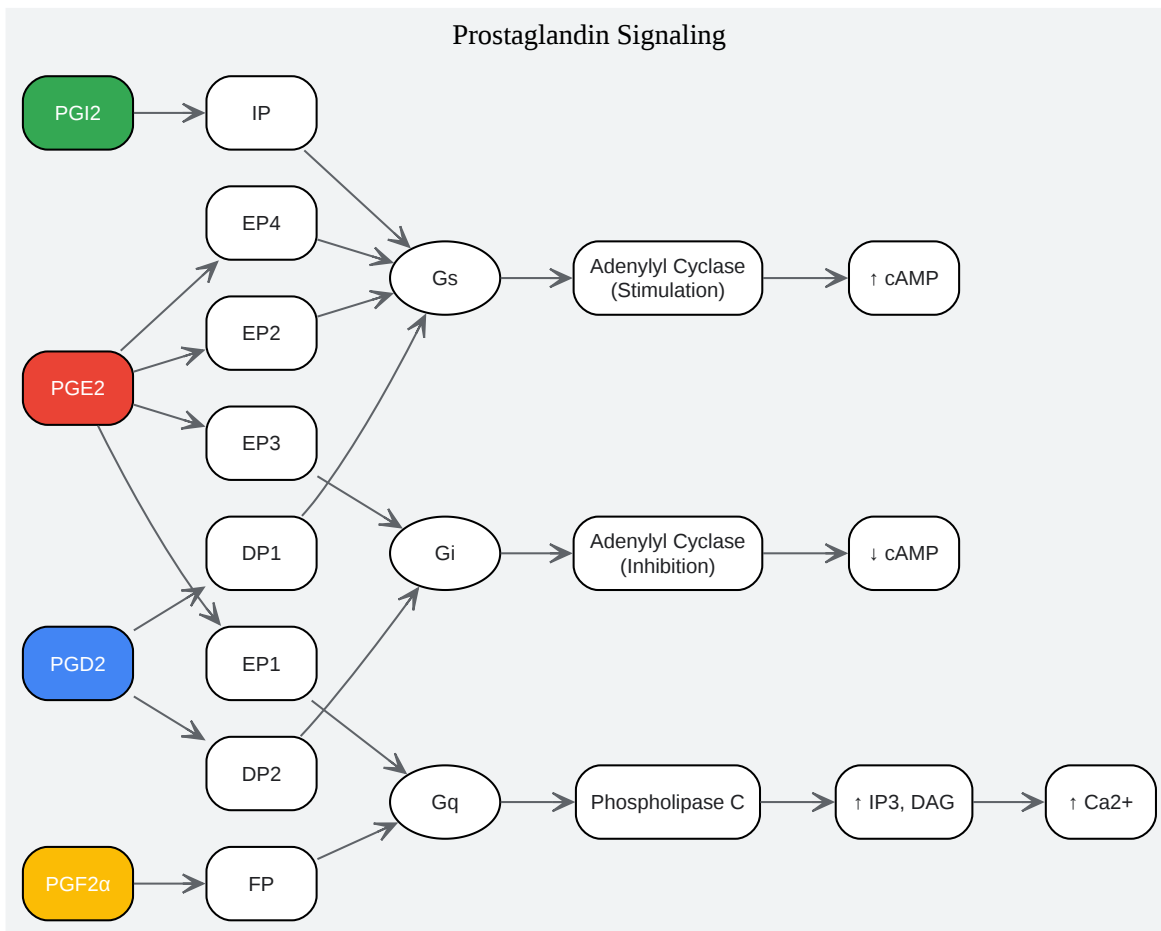 Prostaglandin Signaling
PGI2
IP
EP4
Gs
Adenylyl Cyclase
(Stimulation)
↑ cAMP
EP2
PGE2
EP3
DP1
Gi
Adenylyl Cyclase
(Inhibition)
↓ cAMP
PGD2
EP1
DP2
Gq
Phospholipase C
↑ IP3, DAG
↑ Ca2+
PGF2α
FP